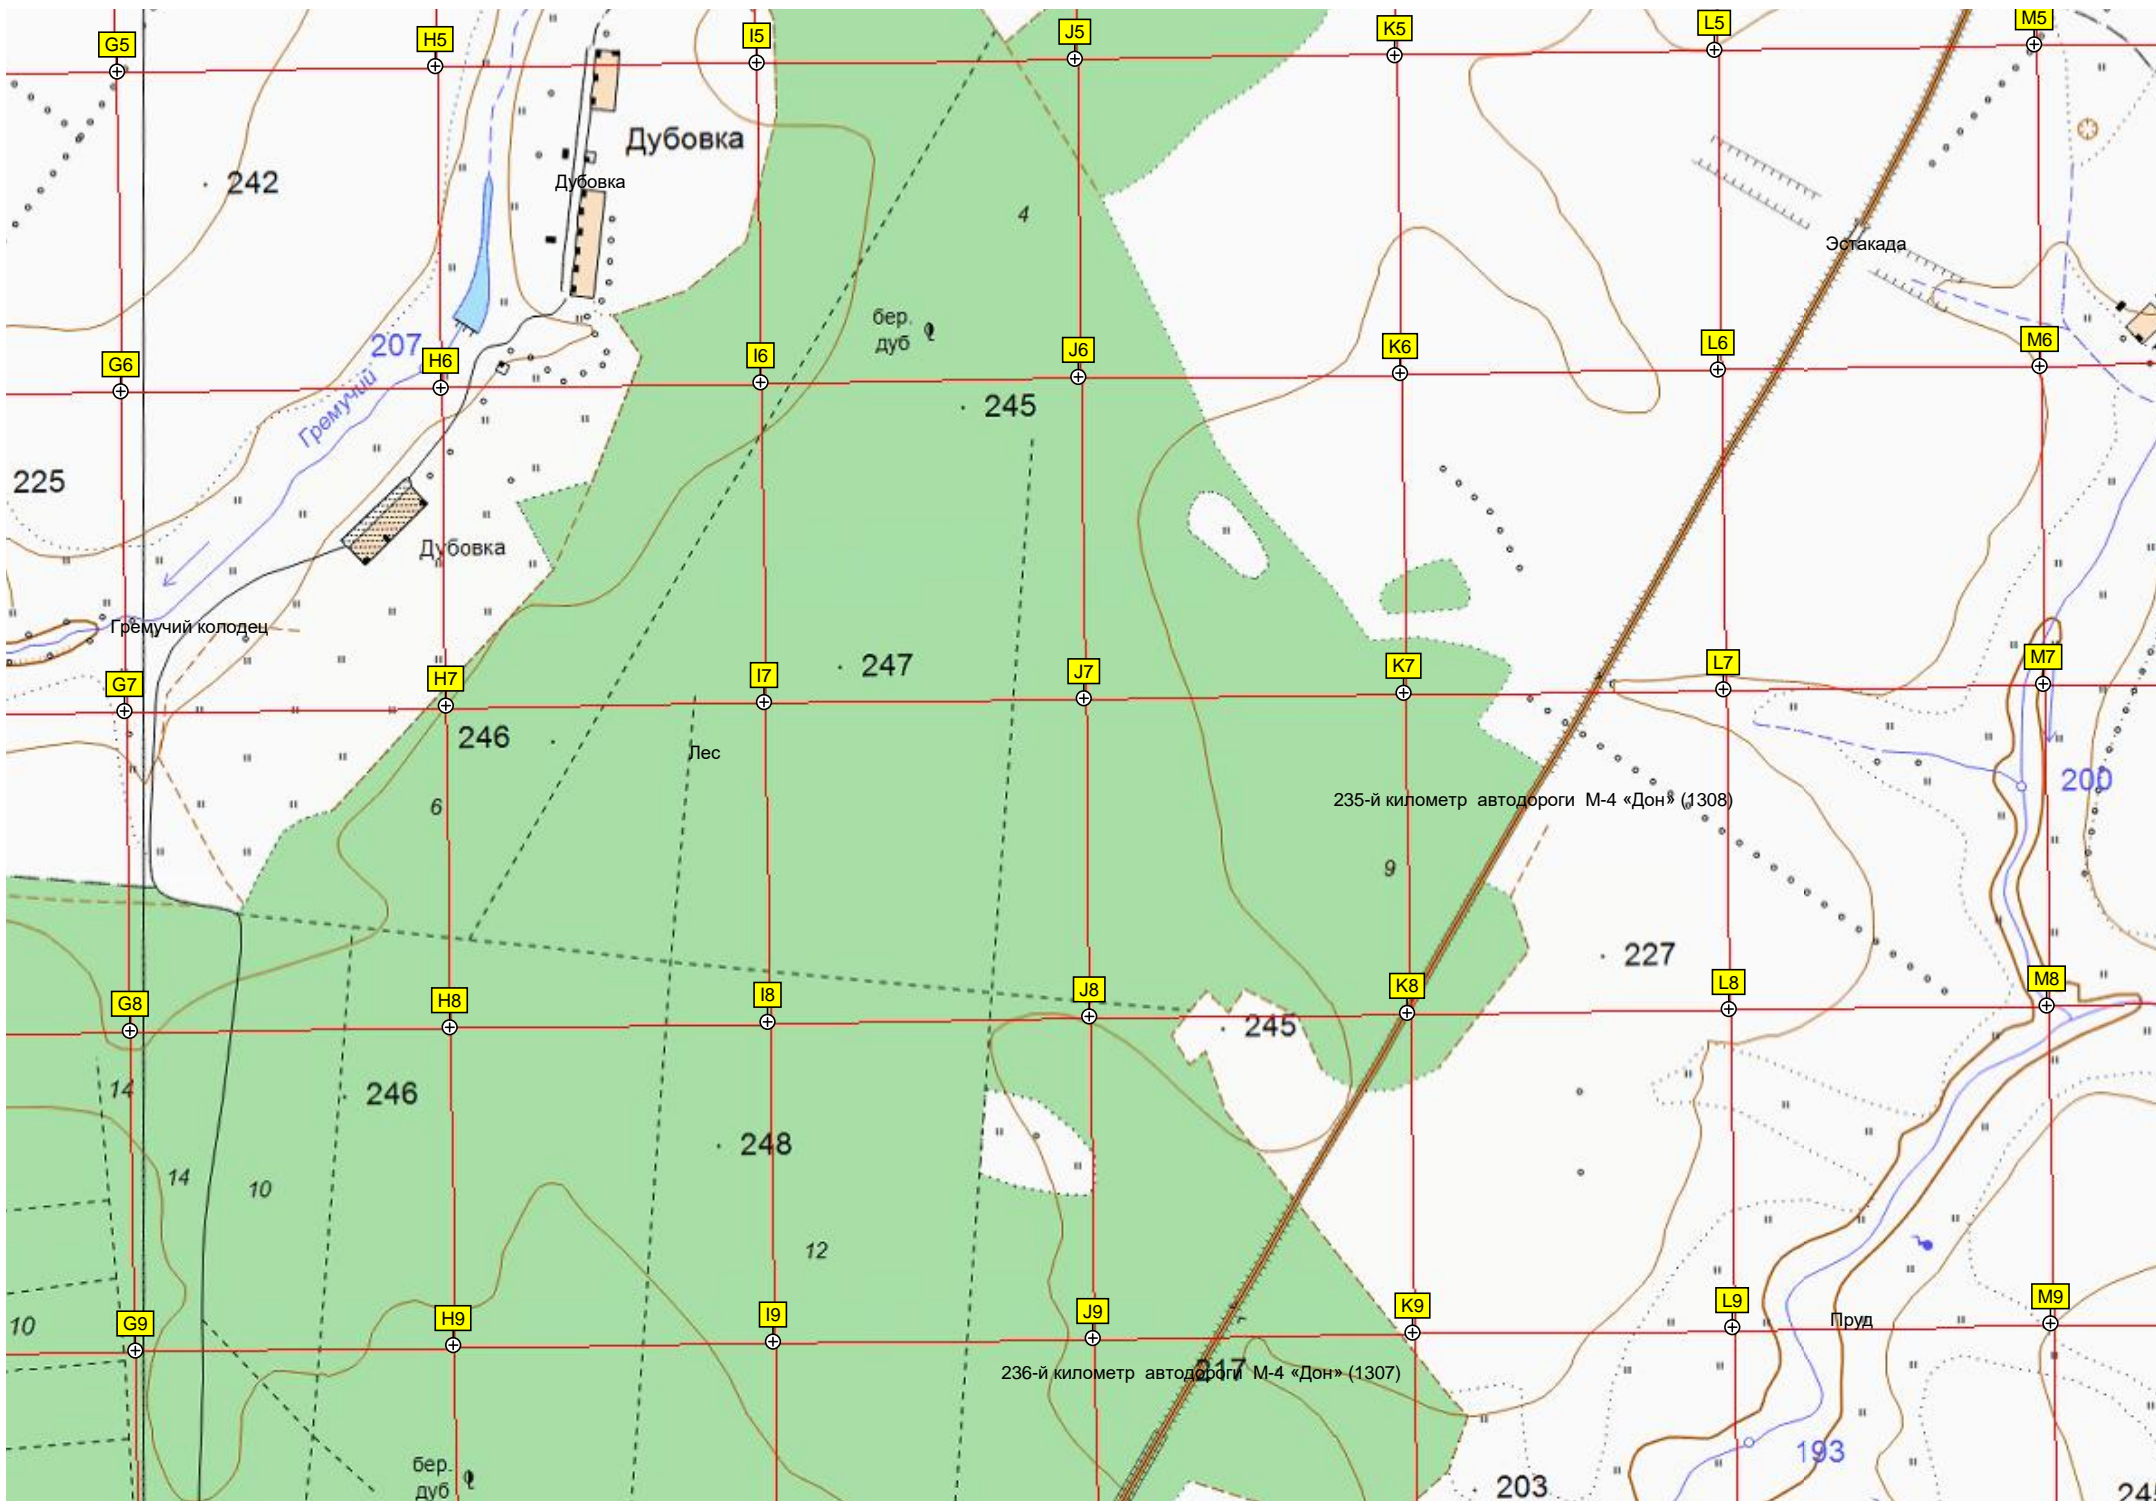 G5
H5
I5
J5
K5
L5
M5
Дубовка
Дубовка
242
4
Эстакада
бер.
дуб
207
G6
H6
I6
J6
K6
L6
M6
Гремучий
245
225
Дубовка
Гремучий колодец
G7
H7
I7
J7
K7
L7
M7
247
246
Лес
200
6
235-й километр автодороги М-4 «Дон» (1308)
9
227
G8
H8
I8
J8
K8
L8
M8
245
14
246
248
14
10
12
G9
H9
I9
J9
K9
L9
M9
10
Пруд
217
236-й километр автодороги М-4 «Дон» (1307)
193
бер.
дуб
203
24